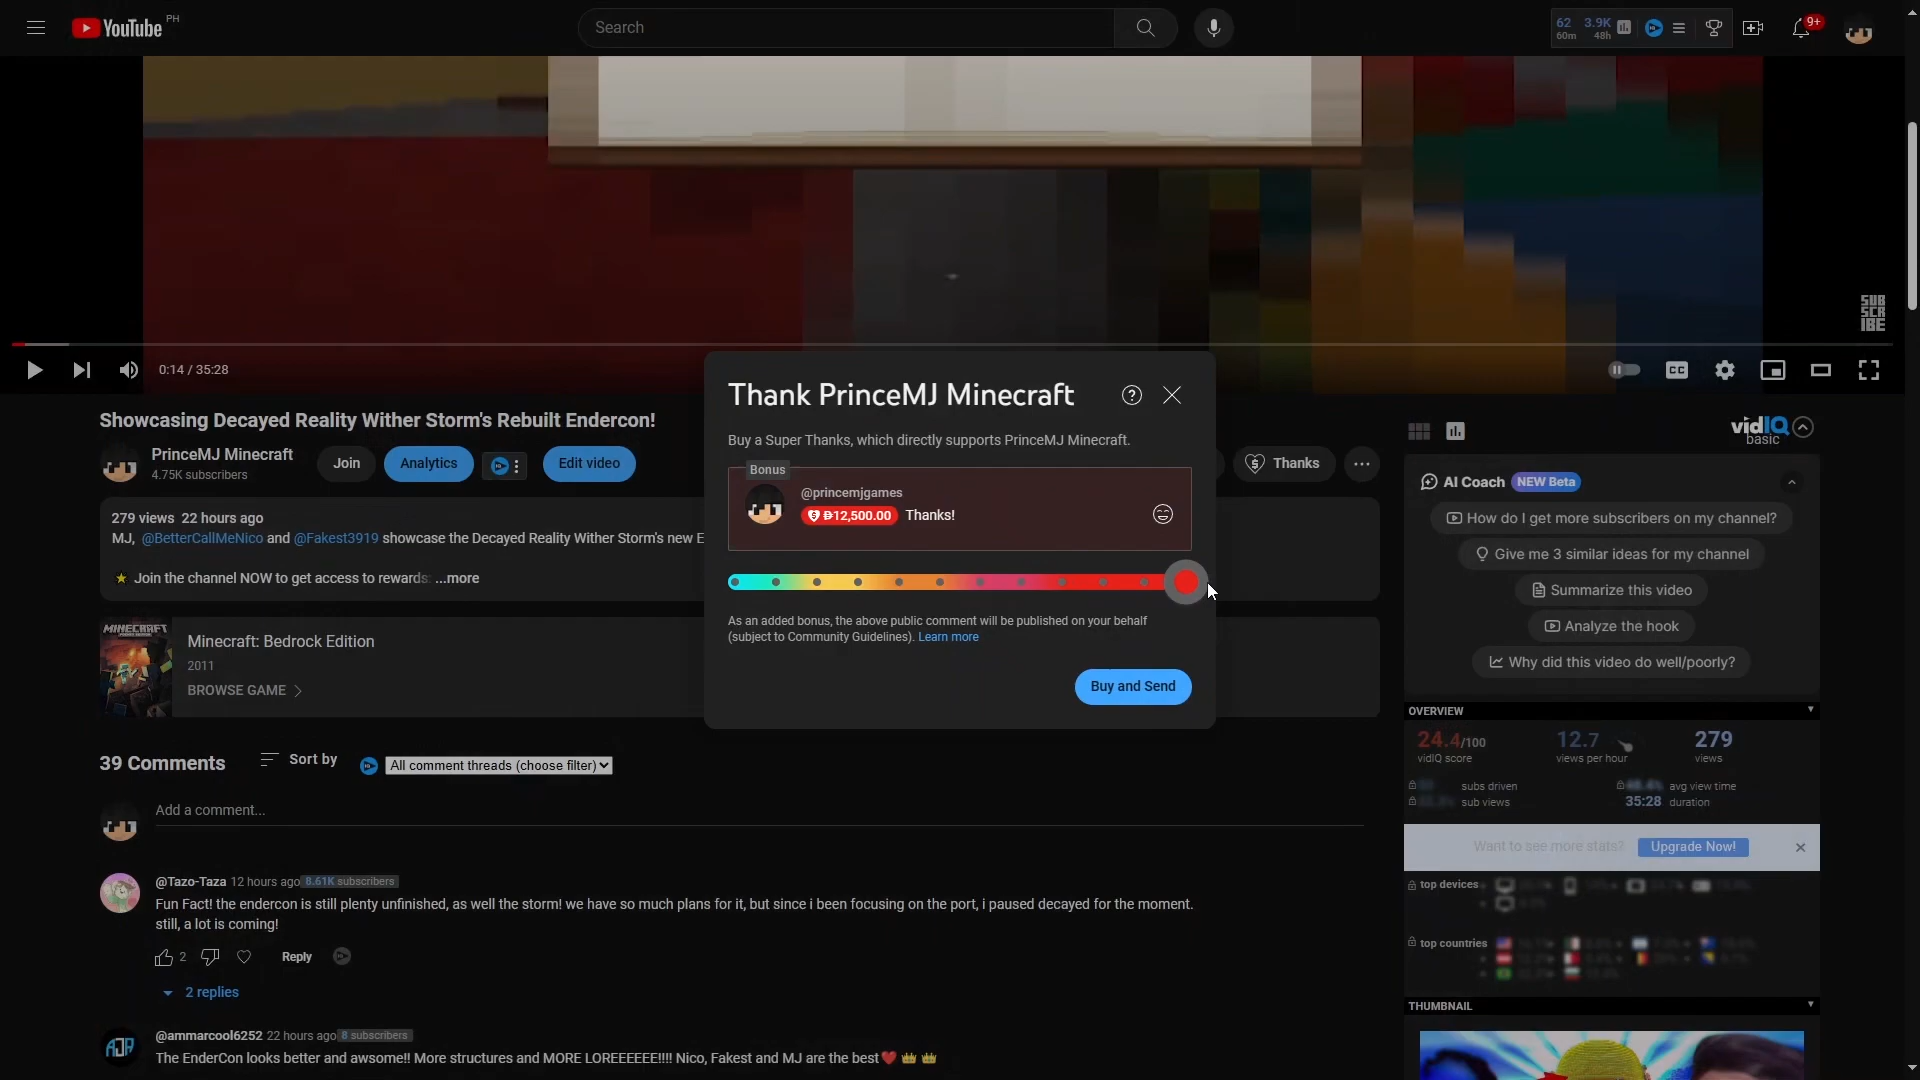 YouTube PH
Search
62 3.9K
60m 48h
9+
SUB
SCR
IBE
0:14 / 35:28
CC
Showcasing Decayed Reality Wither Storm's Rebuilt Endercon!
PrinceMJ Minecraft
4.75K subscribers
Join
Analytics
Edit video
Thanks
279 views 22 hours ago
MJ, @BetterCallMeNico and @Fakest3919 showcase the Decayed Reality Wither Storm's new E
Join the channel NOW to get access to rewards: ...more
MINECRAFT
Minecraft: Bedrock Edition
2011
BROWSE GAME
Thank PrinceMJ Minecraft
Buy a Super Thanks, which directly supports PrinceMJ Minecraft.
Bonus
@princemjgames
₱12,500.00 Thanks!
As an added bonus, the above public comment will be published on your behalf
(subject to Community Guidelines). Learn more
Buy and Send
39 Comments
Sort by
All comment threads (choose filter)
Add a comment...
@Tazo-Taza 12 hours ago 8.61K subscribers
Fun Fact! the endercon is still plenty unfinished, as well the storm! we have so much plans for it, but since i been focusing on the port, i paused decayed for the moment.
still, a lot is coming!
2
Reply
2 replies
@ammarcool6252 22 hours ago 8 subscribers
The EnderCon looks better and awsome!! More structures and MORE LOREEEEEE!!!! Nico, Fakest and MJ are the best
vidIQ
basic
AI Coach NEW Beta
How do I get more subscribers on my channel?
Give me 3 similar ideas for my channel
Summarize this video
Analyze the hook
Why did this video do well/poorly?
OVERVIEW
24.4/100
vidIQ score
12.7
views per hour
279
views
subs driven
avg view time
sub views
35:28 duration
Want to see more stats?
Upgrade Now!
top devices
top countries
THUMBNAIL